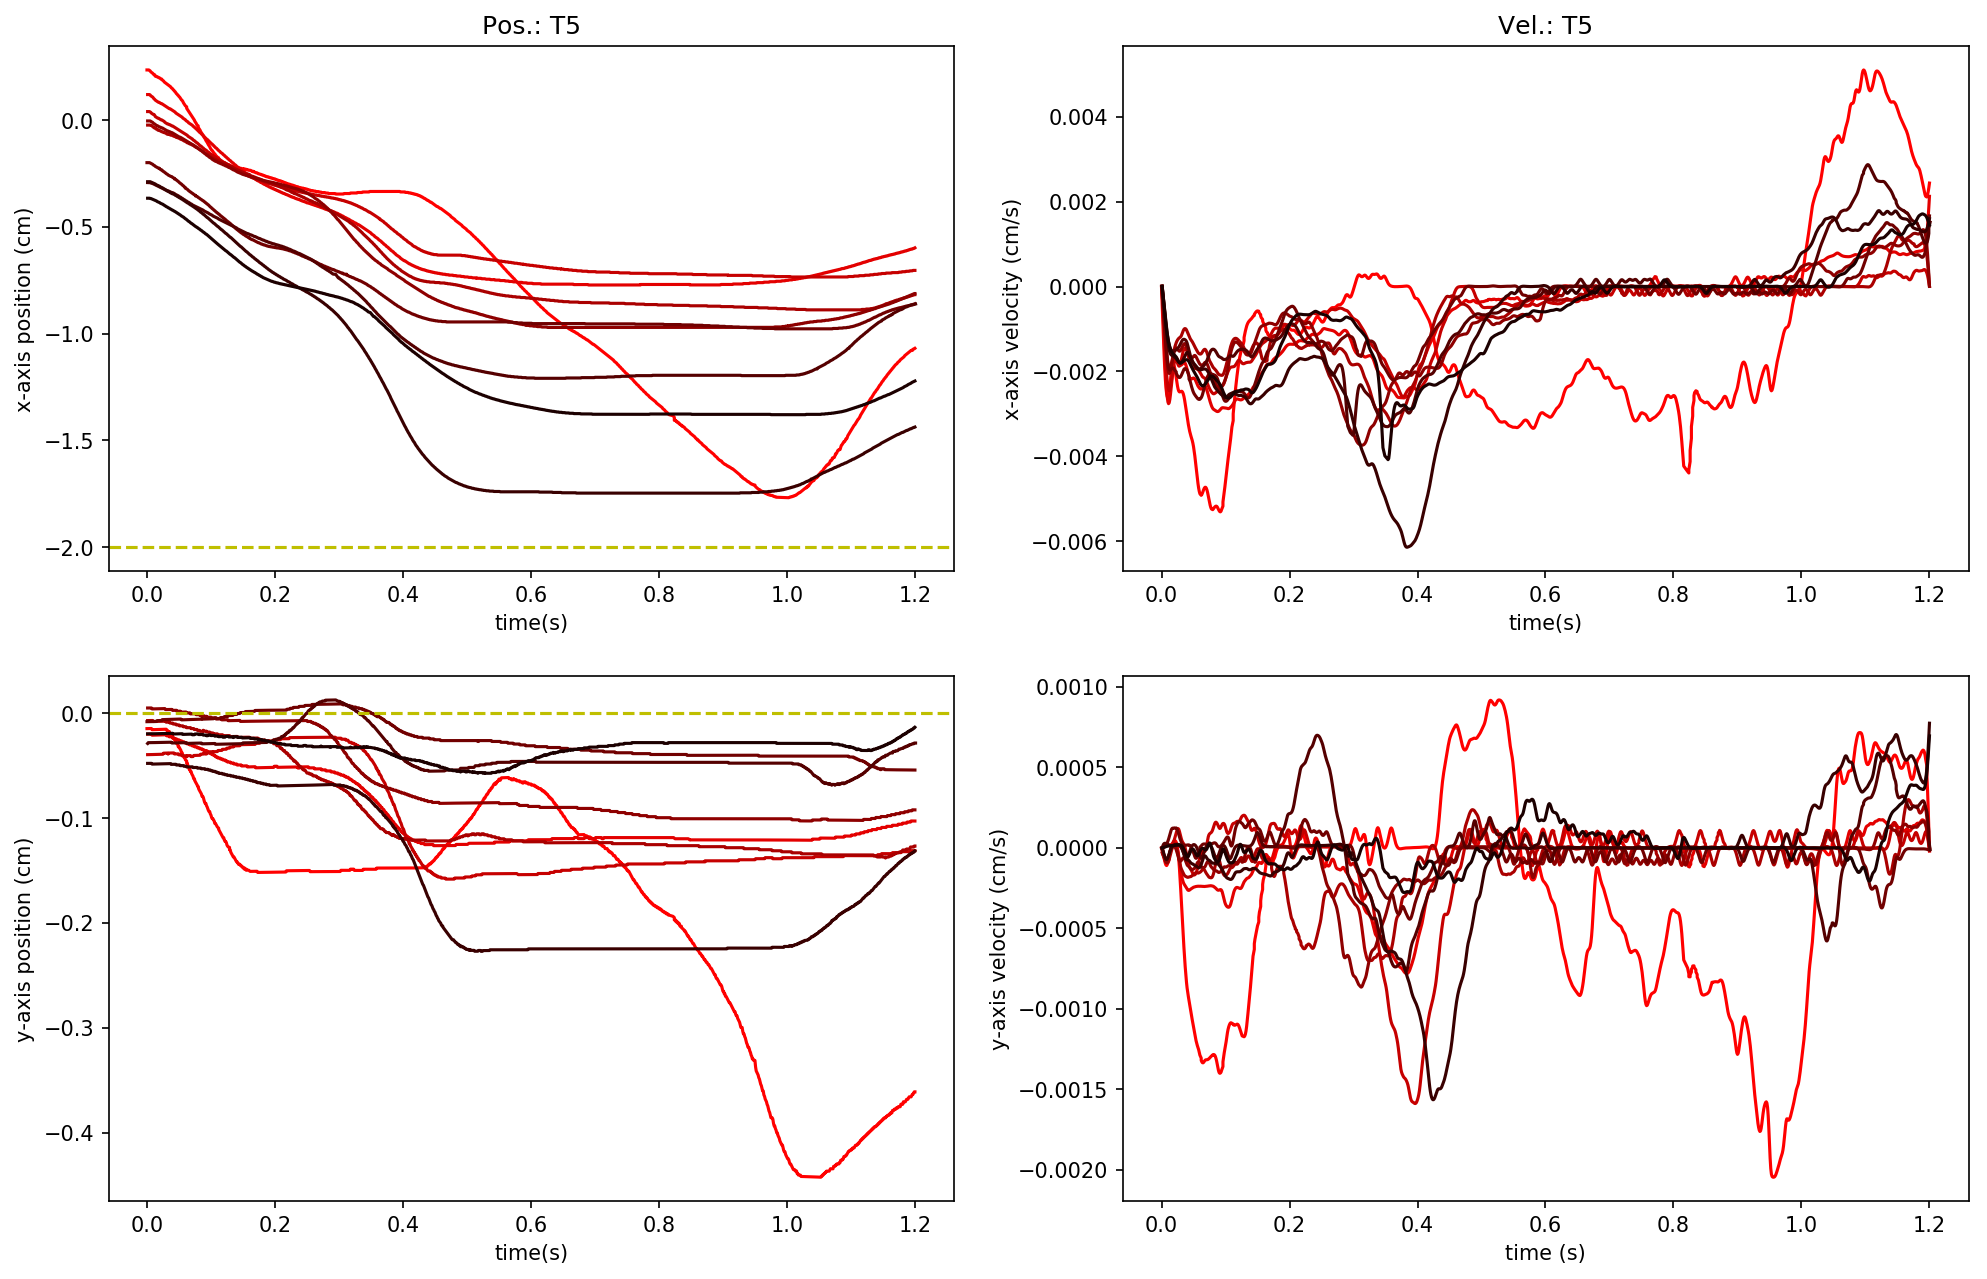 Pos.: T5
Vel.: T5
x-axis position (cm)
0.0
−0.5
−1.0
−1.5
−2.0
0.0 0.2 0.4 0.6 0.8 1.0 1.2
time(s)
x-axis velocity (cm/s)
0.004
0.002
0.000
−0.002
−0.004
−0.006
0.0 0.2 0.4 0.6 0.8 1.0 1.2
time(s)
y-axis position (cm)
0.0
−0.1
−0.2
−0.3
−0.4
0.0 0.2 0.4 0.6 0.8 1.0 1.2
time(s)
y-axis velocity (cm/s)
0.0010
0.0005
0.0000
−0.0005
−0.0010
−0.0015
−0.0020
0.0 0.2 0.4 0.6 0.8 1.0 1.2
time (s)